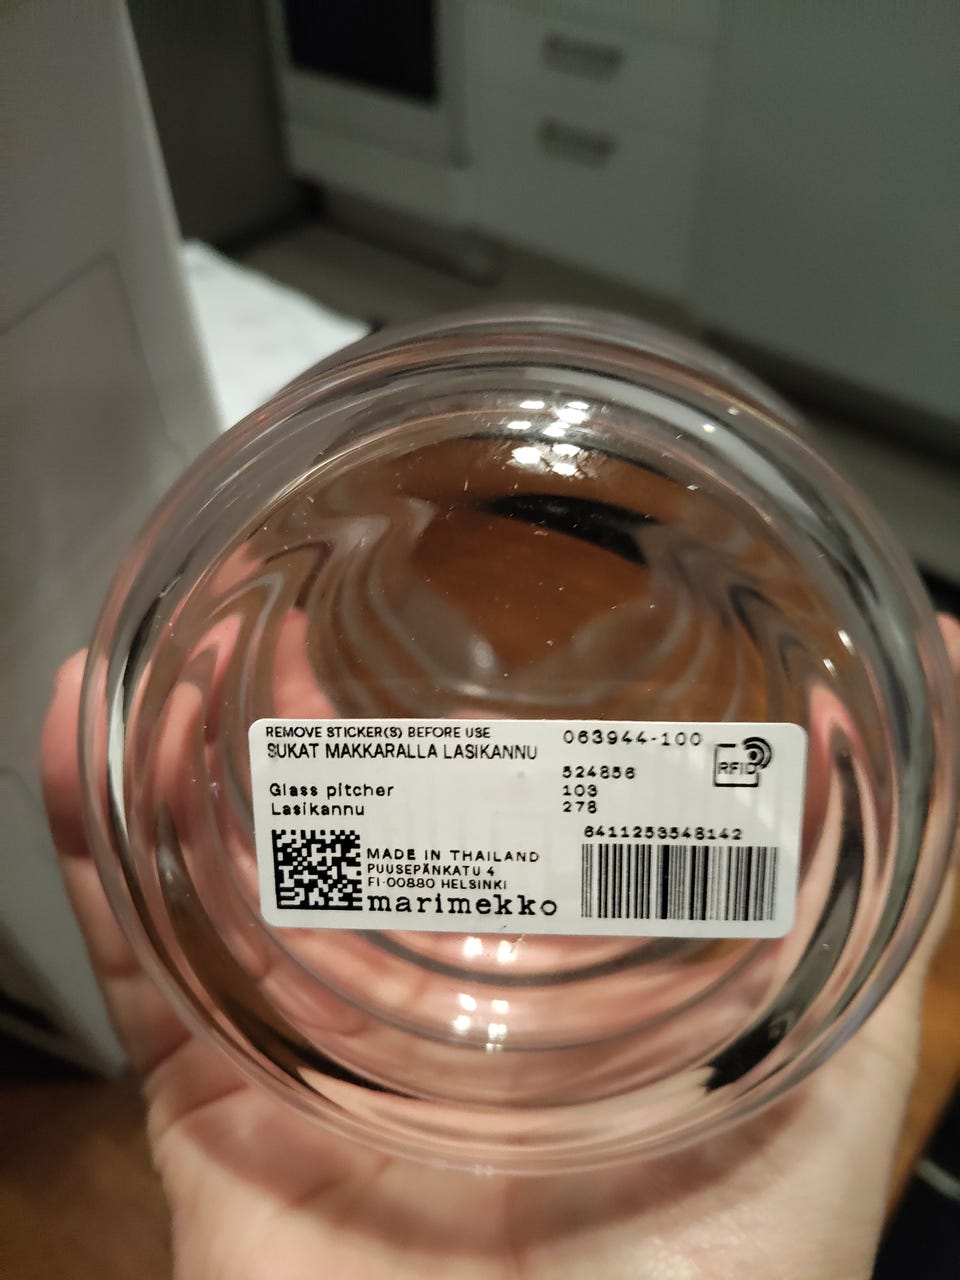 REMOVE STICKER(S) BEFORE USE
SUKAT MAKKARALLA LASIKANNU
063944-100
RFID
524856
Glass pitcher
103
Lasikannu
278
6411253548142
MADE IN THAILAND
PUUSEPÄNKATU 4
FI-00880 HELSINKI
marimekko